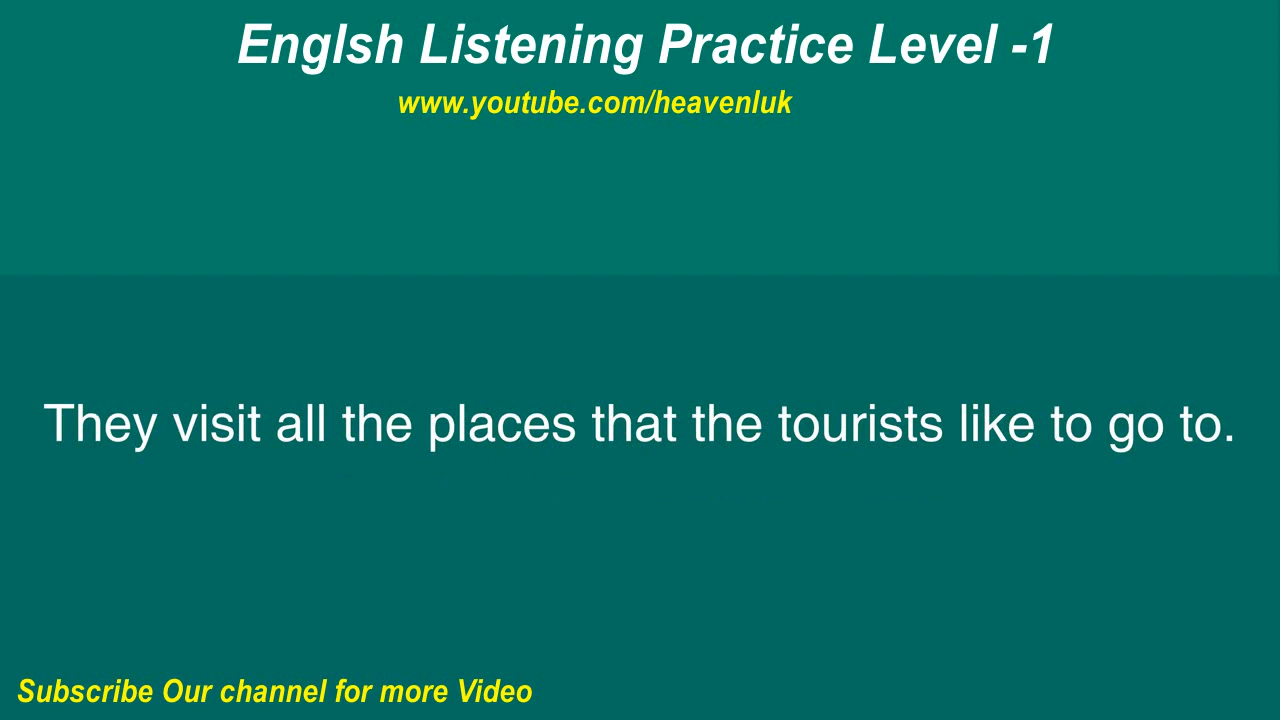 Englsh Listening Practice Level -1
www.youtube.com/heavenluk
They visit all the places that the tourists like to go to.
Subscribe Our channel for more Video